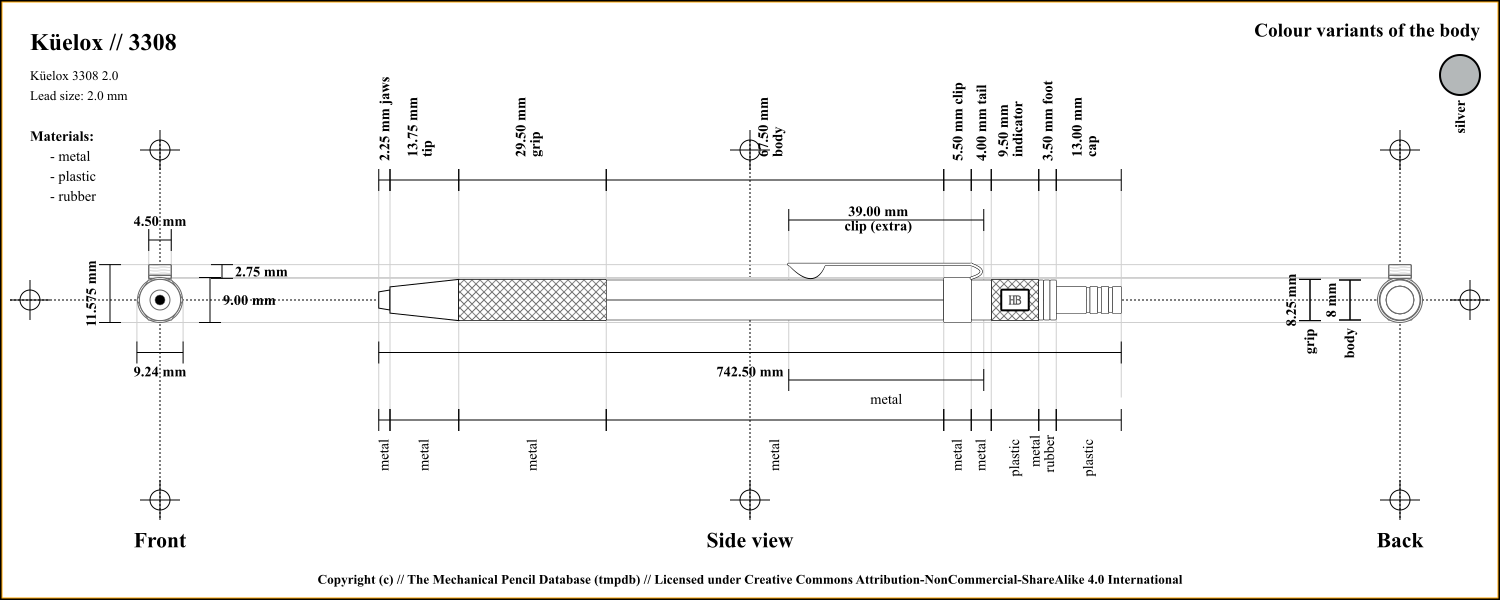 Küelox // 3308
Colour variants of the body
Küelox 3308 2.0
Lead size: 2.0 mm
silver
Materials:
- metal
- plastic
- rubber
2.25 mm jaws
13.75 mm
tip
29.50 mm
grip
67.50 mm
body
5.50 mm clip
4.00 mm tail
9.50 mm
indicator
3.50 mm foot
13.00 mm
cap
39.00 mm
clip (extra)
4.50 mm
2.75 mm
11.575 mm
9.00 mm
9.24 mm
HB
8.25 mm
grip
8 mm
body
742.50 mm
metal
metal
metal
metal
metal
metal
metal
plastic
metal
rubber
plastic
Front
Side view
Back
Copyright (c) // The Mechanical Pencil Database (tmpdb) // Licensed under Creative Commons Attribution-NonCommercial-ShareAlike 4.0 International